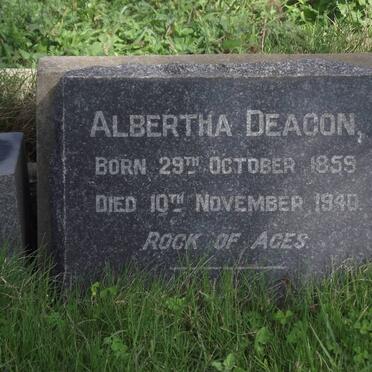 ALBERTHA DEACON,
BORN 29TH OCTOBER 1859
DIED 10TH NOVEMBER 1940.
ROCK OF AGES.